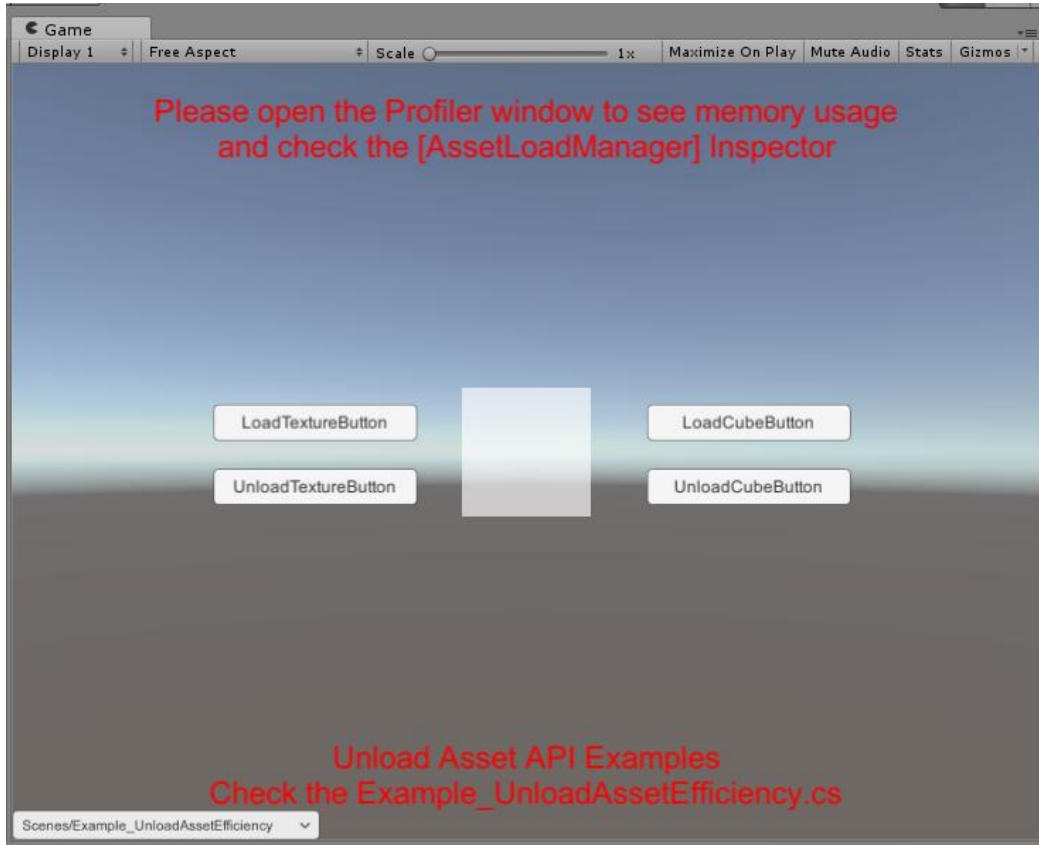 Game
Display 1 Free Aspect Scale 1x Maximize On Play Mute Audio Stats Gizmos
Please open the Profiler window to see memory usage
and check the [AssetLoadManager] Inspector
LoadTextureButton LoadCubeButton
UnloadTextureButton UnloadCubeButton
Unload Asset API Examples
Check the Example_UnloadAssetEfficiency.cs
Scenes/Example_UnloadAssetEfficiency